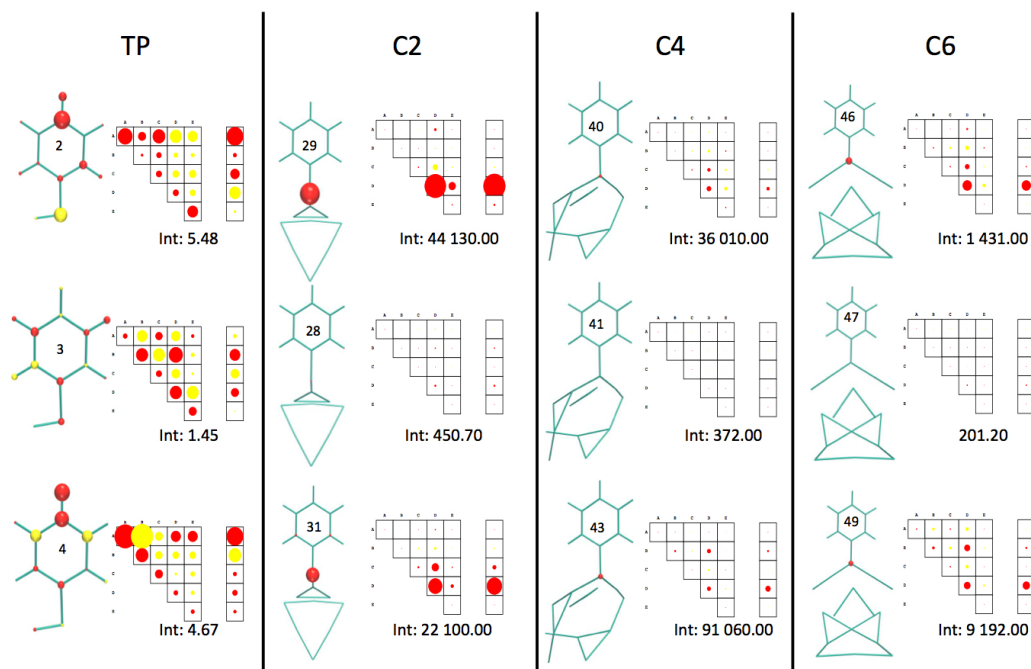 TP
C2
C4
C6
2
A B C D E
A
B
C
D
E
Int: 5.48
29
A B C D E
A
B
C
D
E
Int: 44 130.00
40
A B C D E
A
B
C
D
E
Int: 36 010.00
46
A B C D E
A
B
C
D
E
Int: 1 431.00
3
A B C D E
A
B
C
D
E
Int: 1.45
28
A B C D E
A
B
C
D
E
Int: 450.70
41
A B C D E
A
B
C
D
E
Int: 372.00
47
A B C D E
A
B
C
D
E
201.20
4
A B C D E
A
B
C
D
E
Int: 4.67
31
A B C D E
A
B
C
D
E
Int: 22 100.00
43
A B C D E
A
B
C
D
E
Int: 91 060.00
49
A B C D E
A
B
C
D
E
Int: 9 192.00